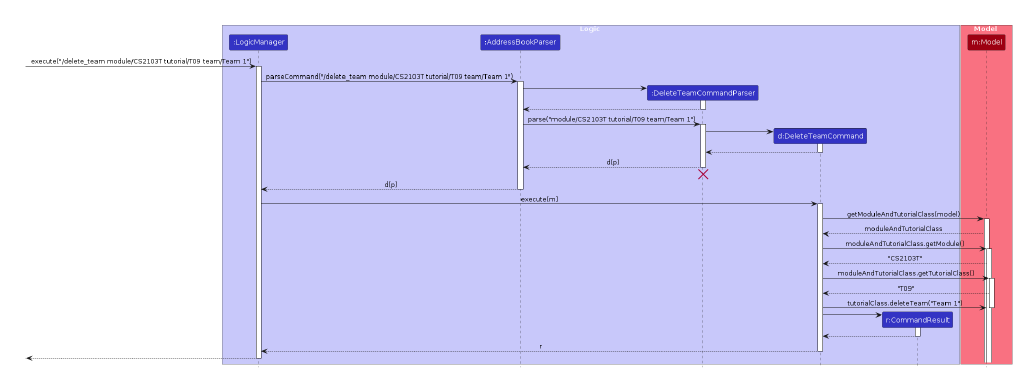 Logic
Model
:LogicManager
:AddressBookParser
m:Model
execute("/delete_team module/CS2103T tutorial/T09 team/Team 1")
parseCommand("/delete_team module/CS2103T tutorial/T09 team/Team 1")
:DeleteTeamCommandParser
parse("module/CS2103T tutorial/T09 team/Team 1")
d:DeleteTeamCommand
d(p)
d(p)
execute(m)
getModuleAndTutorialClass(model)
moduleAndTutorialClass
moduleAndTutorialClass.getModule()
"CS2103T"
moduleAndTutorialClass.getTutorialClass()
"T09"
tutorialClass.deleteTeam("Team 1")
r:CommandResult
r